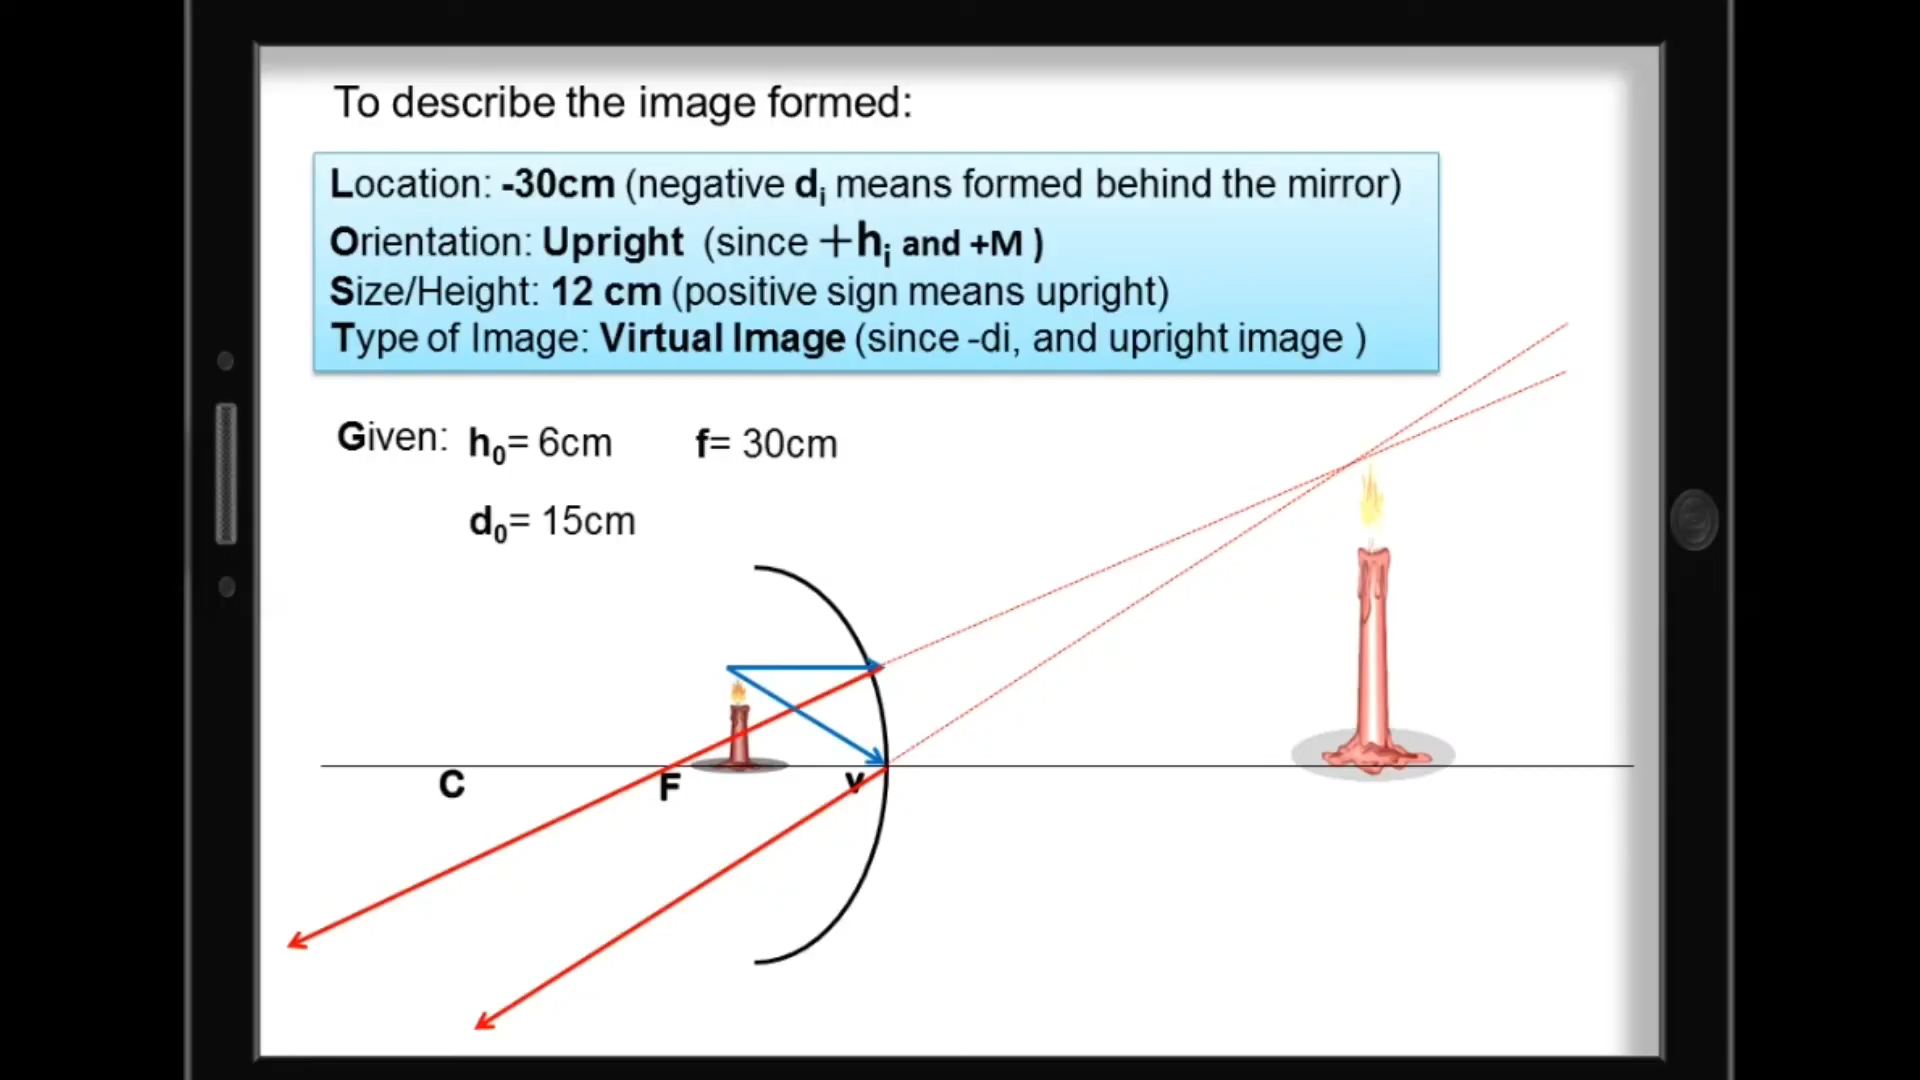 To describe the image formed:
Location: -30cm (negative di means formed behind the mirror)
Orientation: Upright (since +hi and +M )
Size/Height: 12 cm (positive sign means upright)
Type of Image: Virtual Image (since -di, and upright image )
Given: h0= 6cm f= 30cm
d0= 15cm
C F v